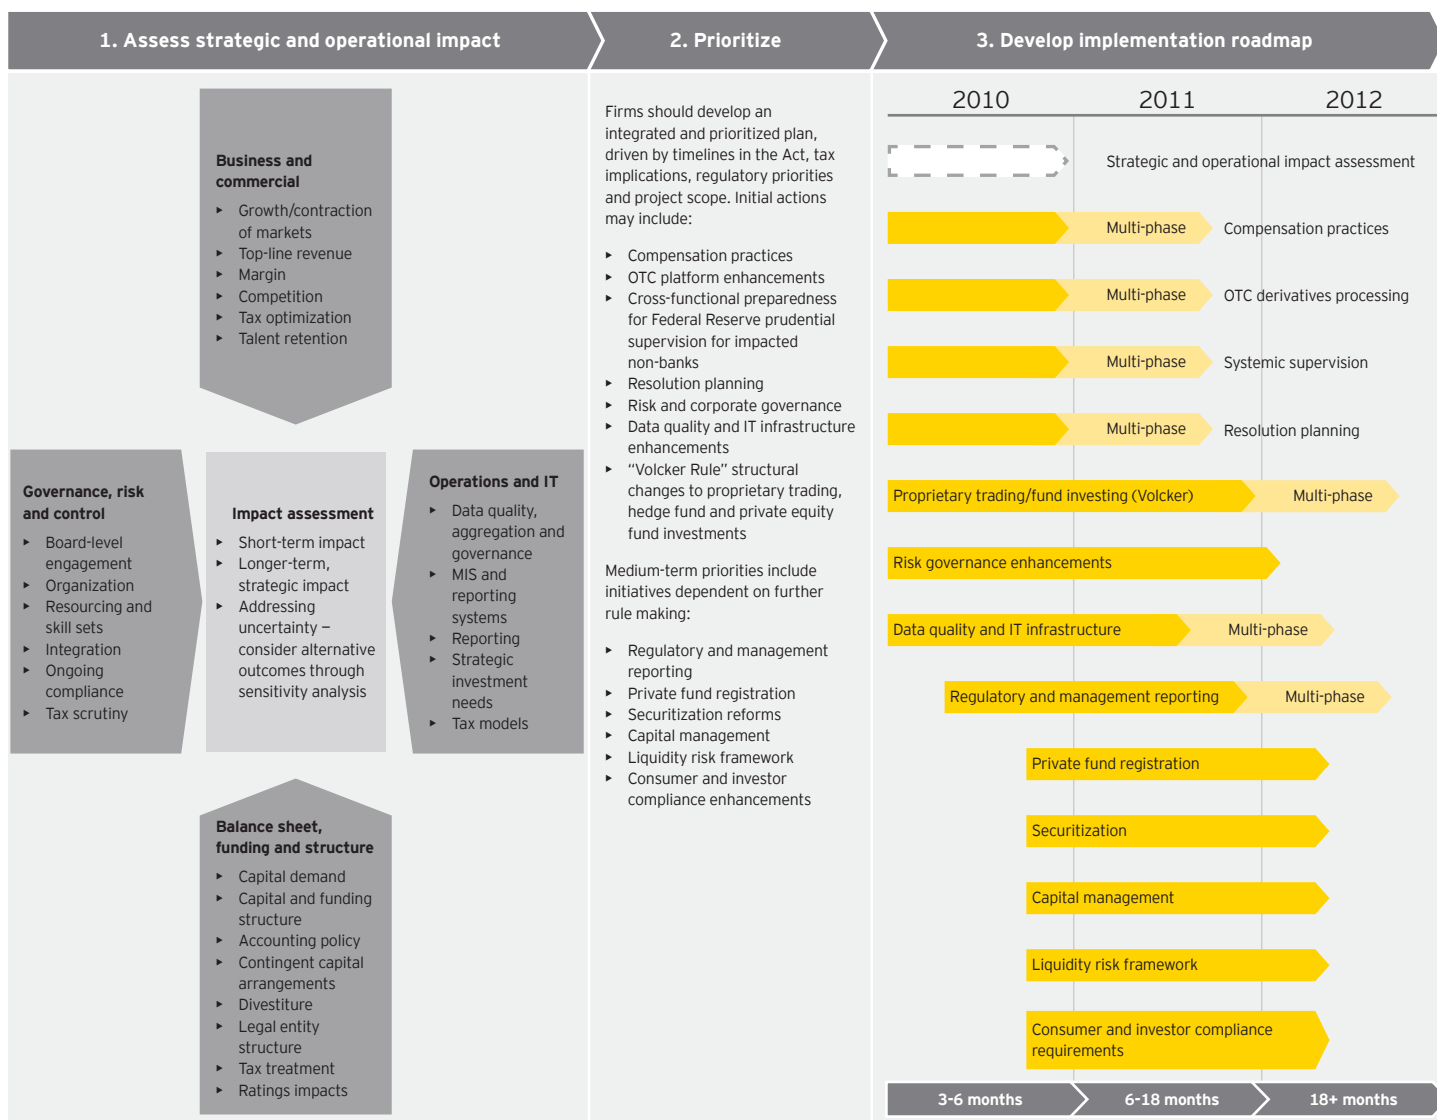 1. Assess strategic and operational impact
2. Prioritize
3. Develop implementation roadmap
Business and
commercial
▸ Growth/contraction
of markets
▸ Top-line revenue
▸ Margin
▸ Competition
▸ Tax optimization
▸ Talent retention
Governance, risk
and control
▸ Board-level
engagement
▸ Organization
▸ Resourcing and
skill sets
▸ Integration
▸ Ongoing
compliance
▸ Tax scrutiny
Impact assessment
▸ Short-term impact
▸ Longer-term,
strategic impact
▸ Addressing
uncertainty —
consider alternative
outcomes through
sensitivity analysis
Operations and IT
▸ Data quality,
aggregation and
governance
▸ MIS and
reporting
systems
▸ Reporting
▸ Strategic
investment
needs
▸ Tax models
Balance sheet,
funding and structure
▸ Capital demand
▸ Capital and funding
structure
▸ Accounting policy
▸ Contingent capital
arrangements
▸ Divestiture
▸ Legal entity
structure
▸ Tax treatment
▸ Ratings impacts
Firms should develop an
integrated and prioritized plan,
driven by timelines in the Act, tax
implications, regulatory priorities
and project scope. Initial actions
may include:
▸ Compensation practices
▸ OTC platform enhancements
▸ Cross-functional preparedness
for Federal Reserve prudential
supervision for impacted
non-banks
▸ Resolution planning
▸ Risk and corporate governance
▸ Data quality and IT infrastructure
enhancements
▸ “Volcker Rule” structural
changes to proprietary trading,
hedge fund and private equity
fund investments
Medium-term priorities include
initiatives dependent on further
rule making:
▸ Regulatory and management
reporting
▸ Private fund registration
▸ Securitization reforms
▸ Capital management
▸ Liquidity risk framework
▸ Consumer and investor
compliance enhancements
2010 2011 2012
Strategic and operational impact assessment
Multi-phase Compensation practices
Multi-phase OTC derivatives processing
Multi-phase Systemic supervision
Multi-phase Resolution planning
Proprietary trading/fund investing (Volcker) Multi-phase
Risk governance enhancements
Data quality and IT infrastructure Multi-phase
Regulatory and management reporting Multi-phase
Private fund registration
Securitization
Capital management
Liquidity risk framework
Consumer and investor compliance
requirements
3-6 months 6-18 months 18+ months